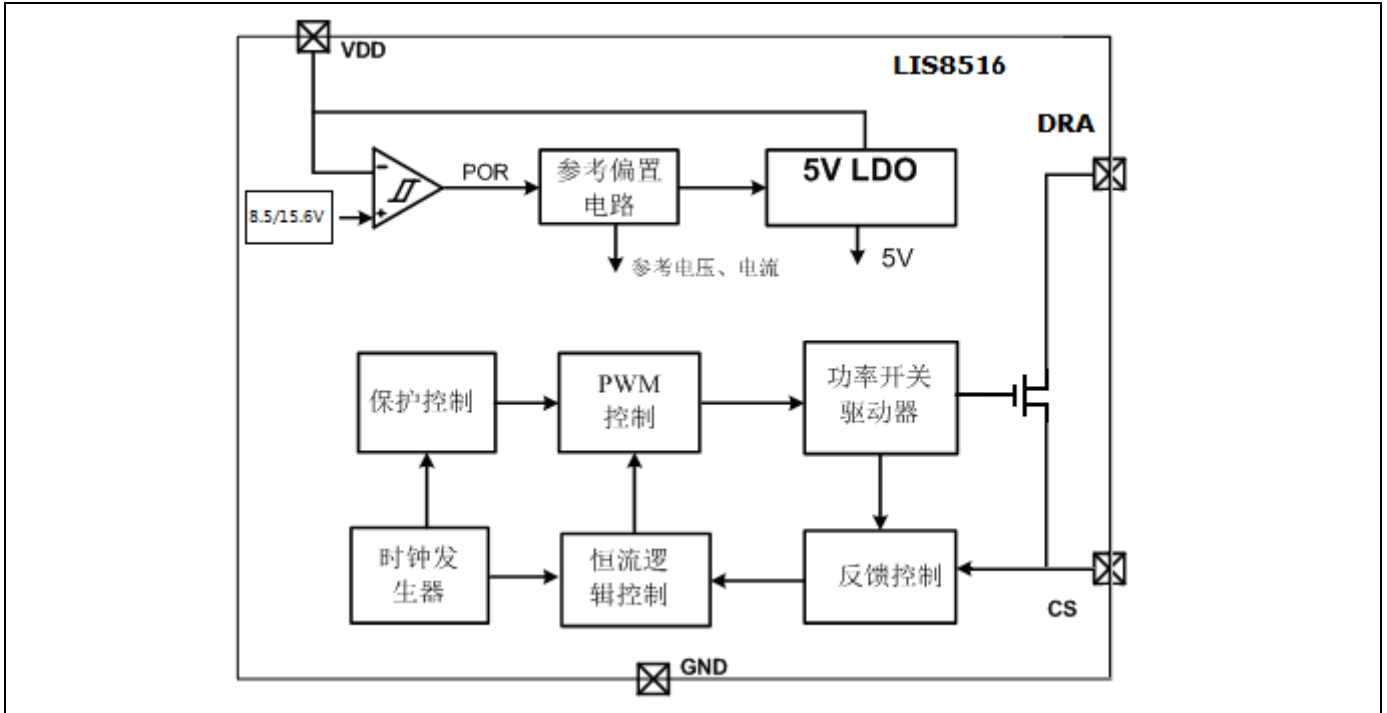 VDD
LIS8516
DRA
POR
参考偏置
电路
5V LDO
8.5/15.6V
参考电压、电流
5V
保护控制
PWM
控制
功率开关
驱动器
时钟发
生器
恒流逻
辑控制
反馈控制
CS
GND